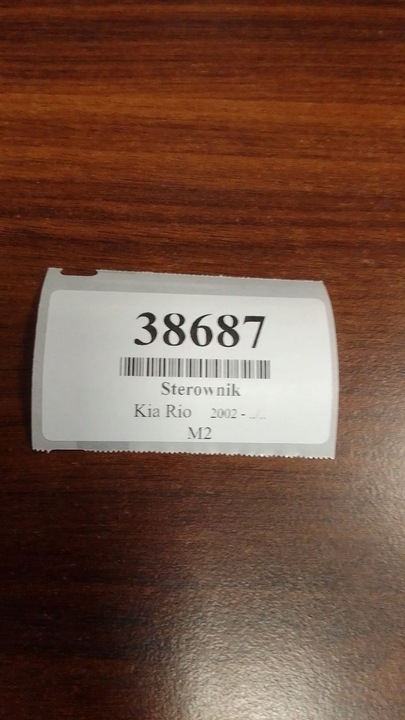 38687
Sterownik
Kia Rio 2002 - ../..
M2